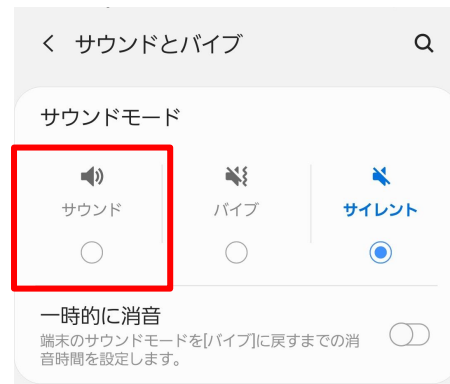 サウンドとバイブ
サウンドモード
サウンド
バイブ
サイレント
一時的に消音
端末のサウンドモードを[バイブ]に戻すまでの消
音時間を設定します。